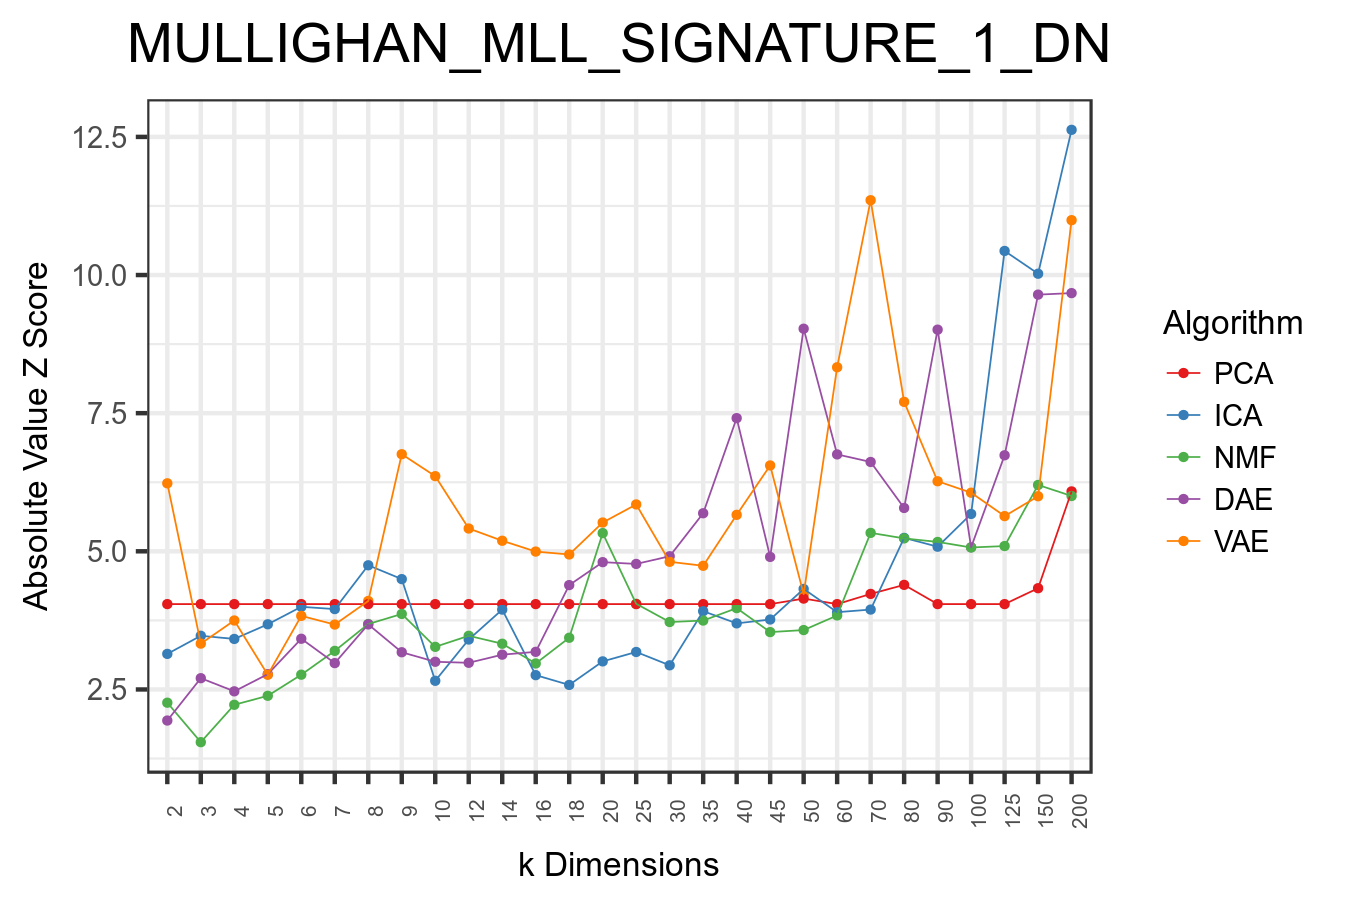 MULLIGHAN_MLL_SIGNATURE_1_DN
Absolute Value Z Score
12.5
10.0
7.5
5.0
2.5
2 3 4 5 6 7 8 9 10 12 14 16 18 20 25 30 35 40 45 50 60 70 80 90 100 125 150 200
k Dimensions
Algorithm
PCA
ICA
NMF
DAE
VAE